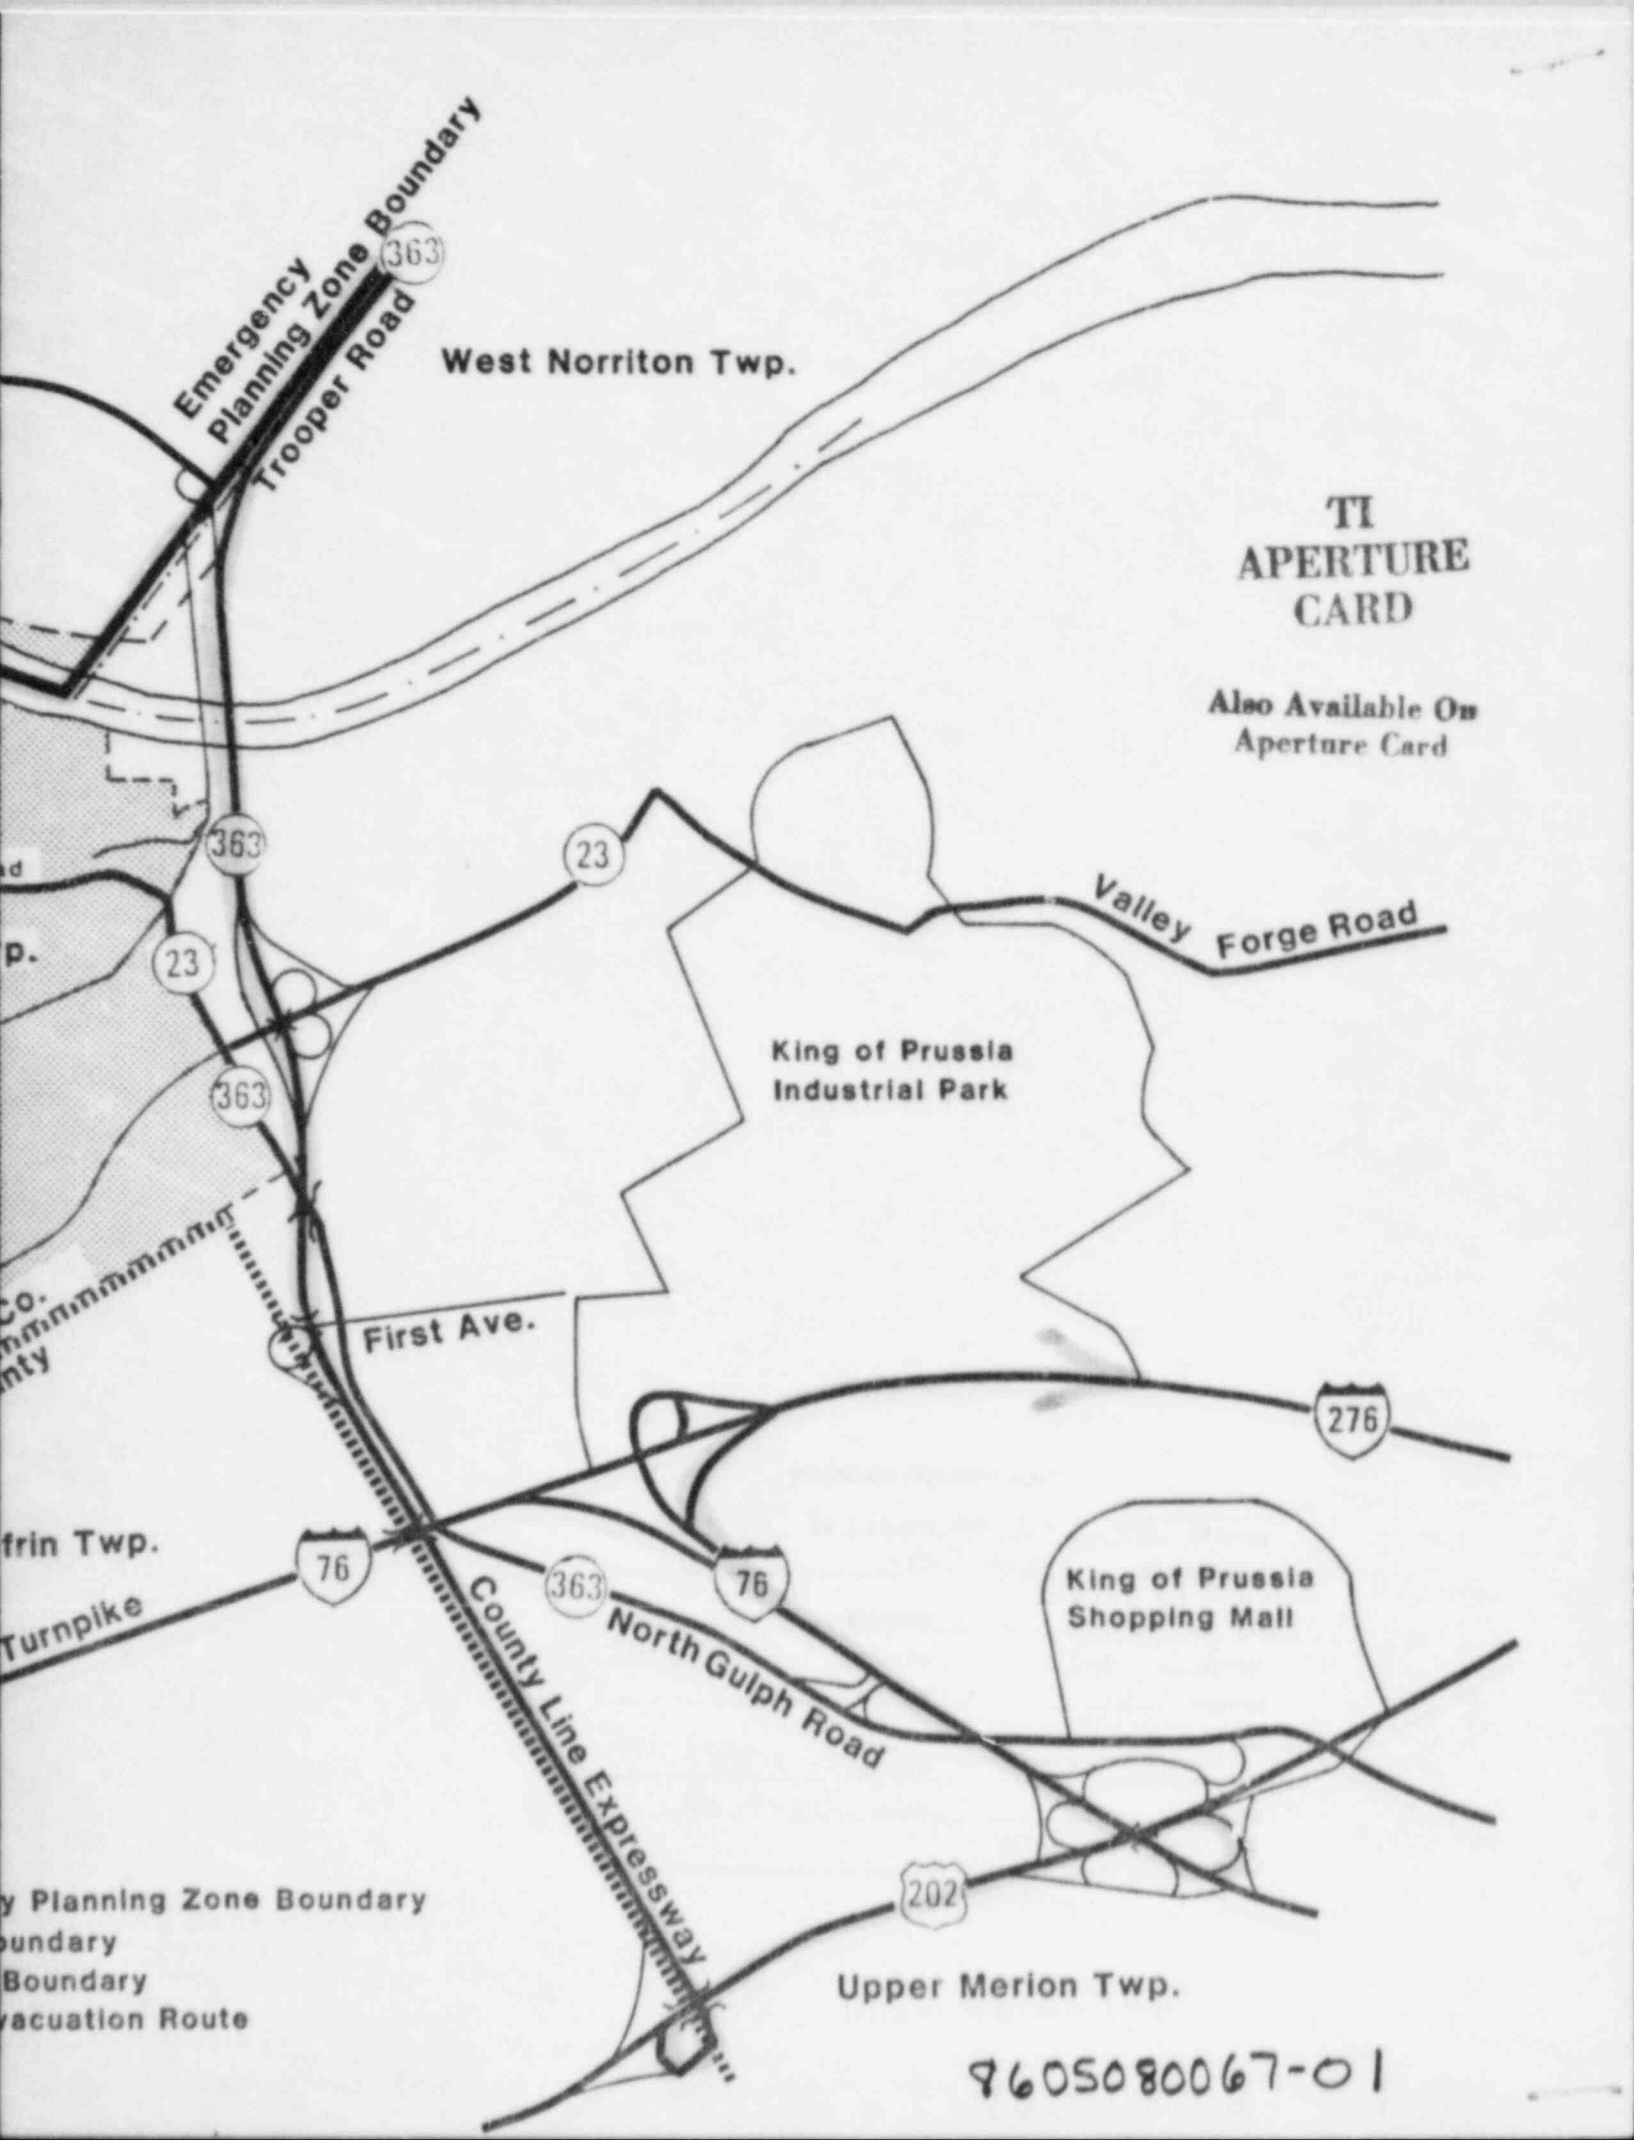 Emergency
Planning Zone Boundary
363
Trooper Road
West Norriton Twp.
TI
APERTURE
CARD
Also Available On
Aperture Card
363
23
ad
Valley
Forge Road
p.
23
King of Prussia
Industrial Park
363
Co.
nty
First Ave.
276
frin Twp.
76
76
363
King of Prussia
Shopping Mall
Turnpike
County Line Expressway
North Gulph Road
202
y Planning Zone Boundary
oundary
Boundary
vacuation Route
Upper Merion Twp.
8605080067-01